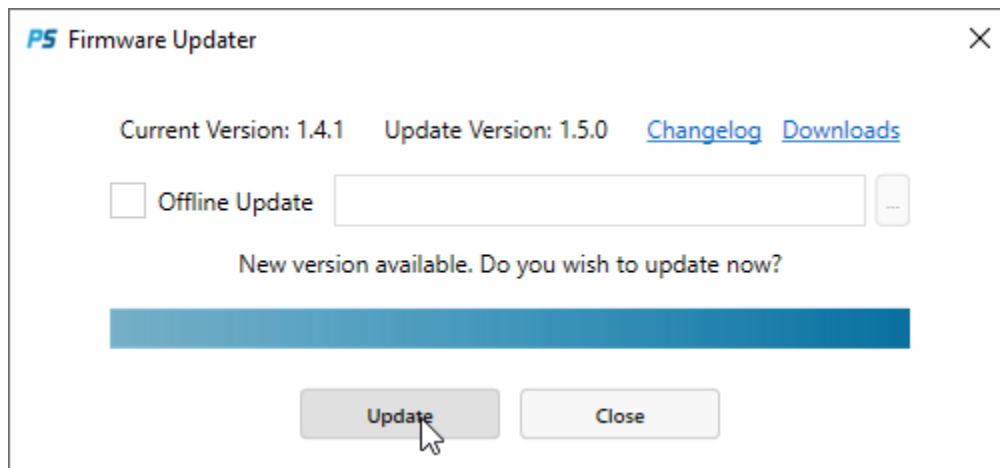 PS Firmware Updater
Current Version: 1.4.1 Update Version: 1.5.0 Changelog Downloads
Offline Update ...
New version available. Do you wish to update now?
Update Close